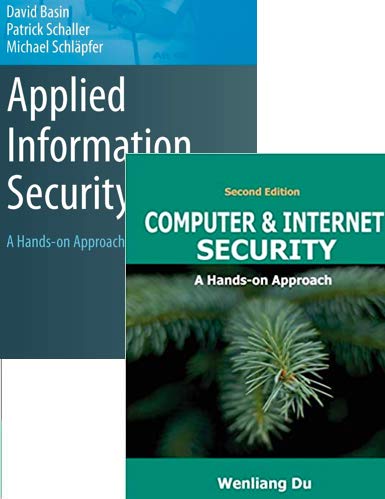 David Basin
Patrick Schaller
Michael Schläpfer
Applied
Information
Security
A Hands-on Approach
Second Edition
COMPUTER & INTERNET
SECURITY
A Hands-on Approach
Wenliang Du